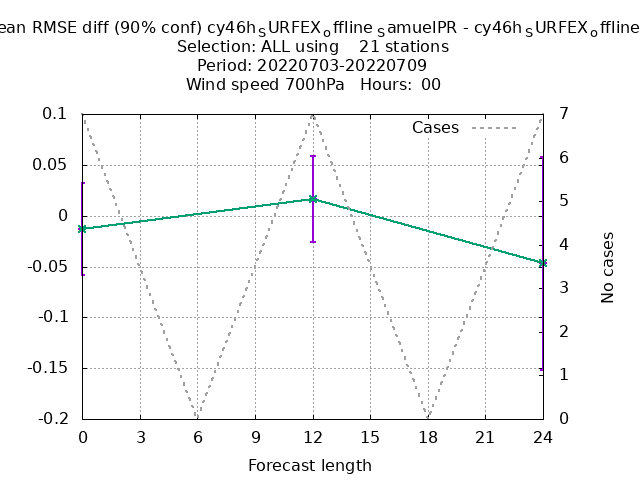 ean RMSE diff (90% conf) cy46h_SURFEX_offline_SamuelPR - cy46h_SURFEX_offline
Selection: ALL using 21 stations
Period: 20220703-20220709
Wind speed 700hPa Hours: 00
Cases
0.1
0.05
0
-0.05
-0.1
-0.15
-0.2
7
6
5
4
3
2
1
0
No cases
0 3 6 9 12 15 18 21 24
Forecast length